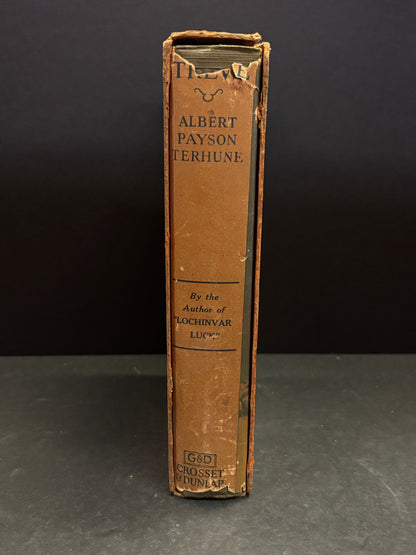 TREVE
ALBERT
PAYSON
TERHUNE
By the
Author of
"LOCHINVAR
LUCK"
G&D
GROSSET
& DUNLAP